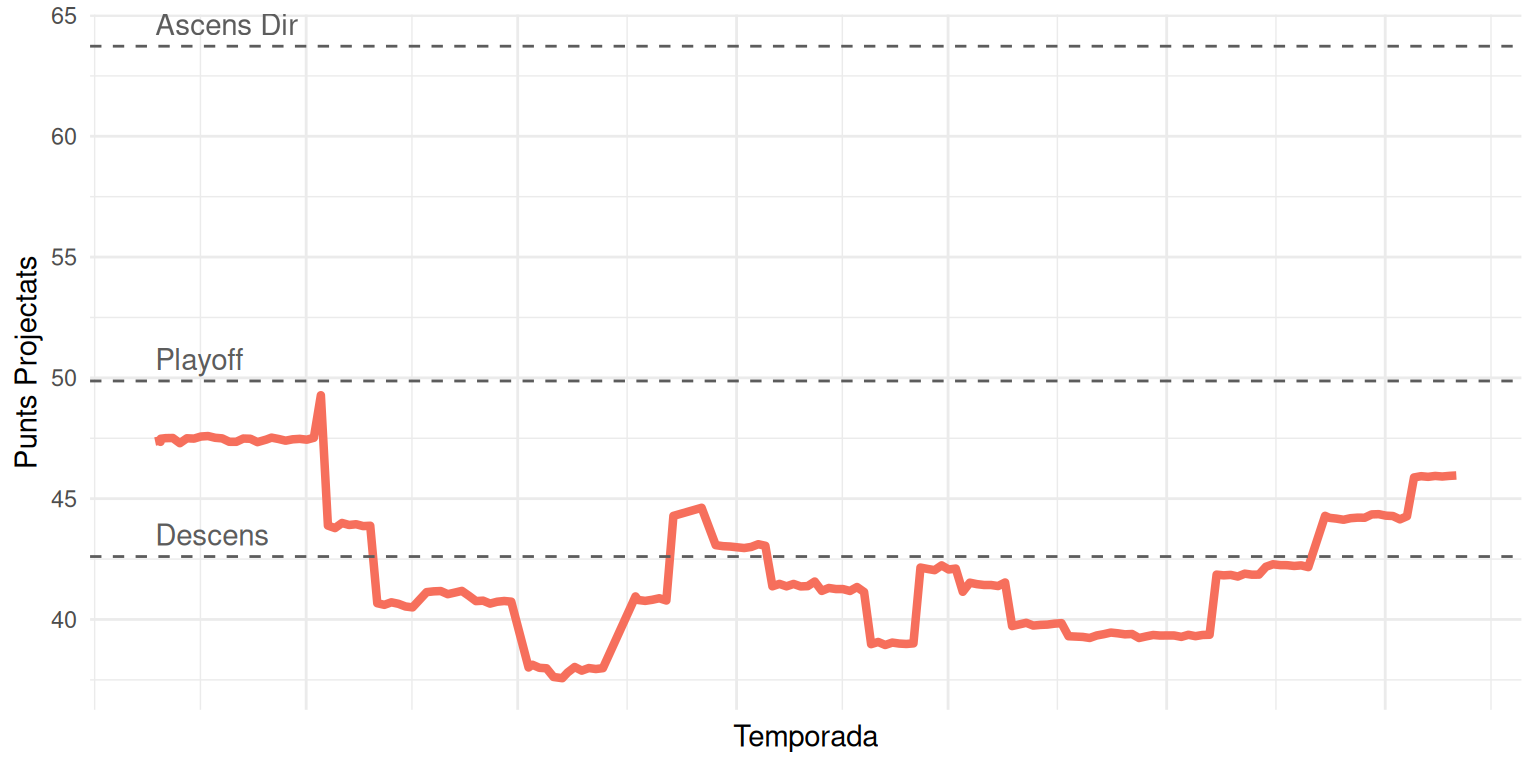 65
Ascens Dir
60
55
Playoff
50
45
Descens
40
Punts Projectats
Temporada